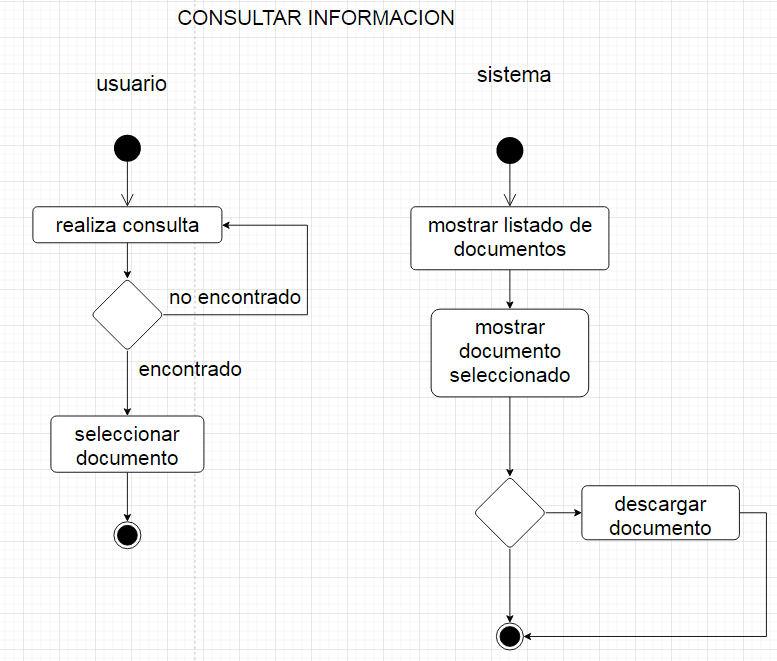 CONSULTAR INFORMACION
usuario
realiza consulta
no encontrado
encontrado
seleccionar
documento
sistema
mostrar listado de
documentos
mostrar
documento
seleccionado
descargar
documento